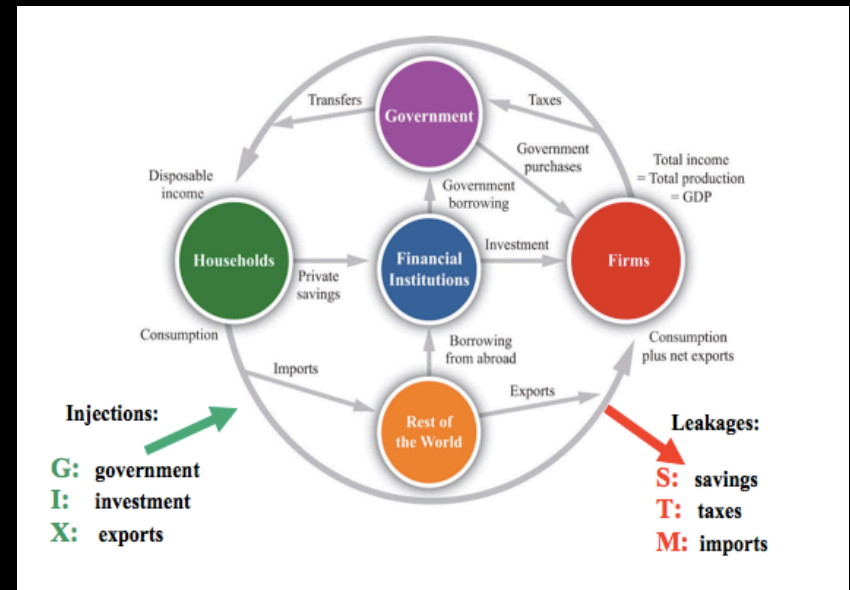 Transfers
Government
Taxes
Government
purchases
Total income
= Total production
= GDP
Disposable
income
Government
borrowing
Households
Private
savings
Financial
Institutions
Investment
Firms
Consumption
Imports
Borrowing
from abroad
Exports
Consumption
plus net exports
Rest of
the World
Injections:
G: government
I: investment
X: exports
Leakages:
S: savings
T: taxes
M: imports